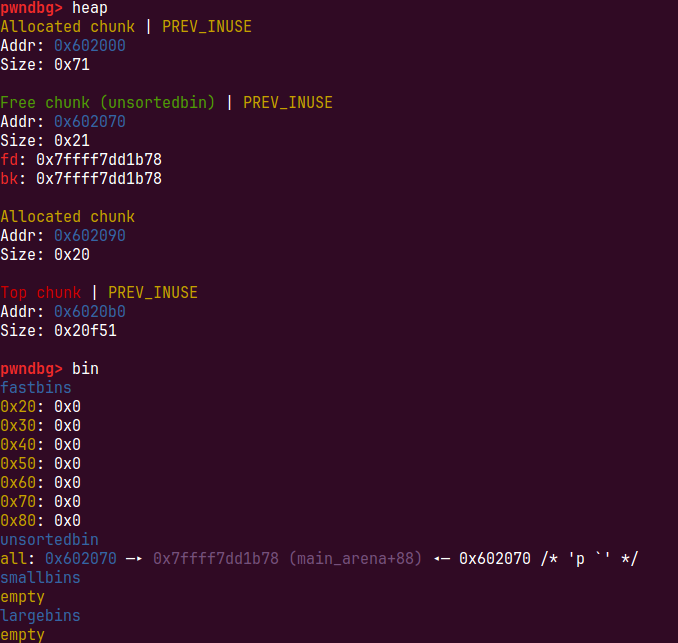 pwndbg> heap
Allocated chunk | PREV_INUSE
Addr: 0x602000
Size: 0x71
Free chunk (unsortedbin) | PREV_INUSE
Addr: 0x602070
Size: 0x21
fd: 0x7ffff7dd1b78
bk: 0x7ffff7dd1b78
Allocated chunk
Addr: 0x602090
Size: 0x20
Top chunk | PREV_INUSE
Addr: 0x6020b0
Size: 0x20f51
pwndbg> bin
fastbins
0x20: 0x0
0x30: 0x0
0x40: 0x0
0x50: 0x0
0x60: 0x0
0x70: 0x0
0x80: 0x0
unsortedbin
all: 0x602070 —▸ 0x7ffff7dd1b78 (main_arena+88) ◂— 0x602070 /* 'p `' */
smallbins
empty
largebins
empty